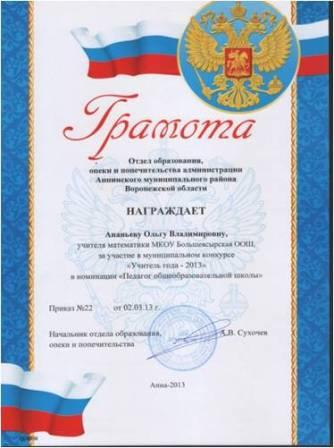 Грамота
Отдел образования,
опеки и попечительства администрации
Аннинского муниципального района
Воронежской области
НАГРАЖДАЕТ
Ананьеву Ольгу Владимировну,
учителя математики МКОУ Большеясырская ООШ,
за участие в муниципальном конкурсе
«Учитель года - 2013»
в номинации «Педагог общеобразовательной школы»
Приказ №22 от 02.03.13 г.
Начальник отдела образования,
опеки и попечительства
А.В. Сухочев
Анна-2013